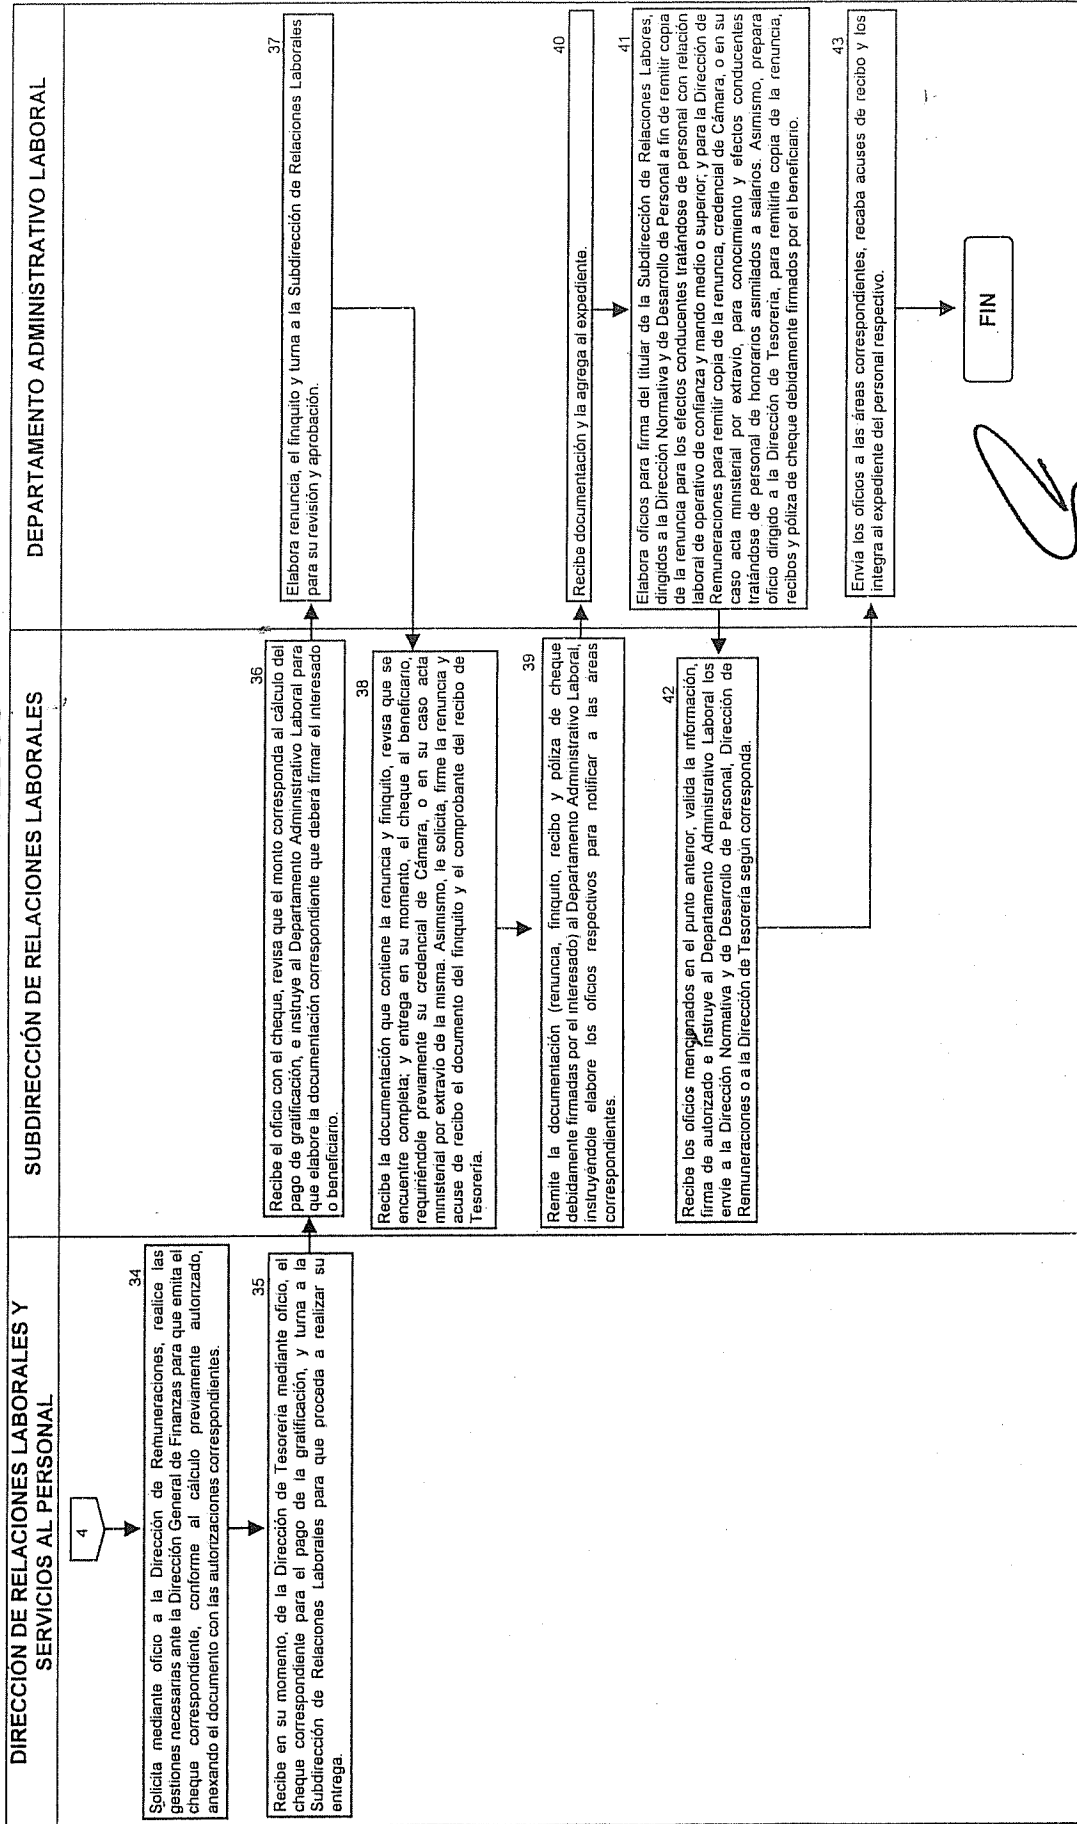 DIRECCIÓN DE RELACIONES LABORALES Y
SERVICIOS AL PERSONAL
SUBDIRECCIÓN DE RELACIONES LABORALES
DEPARTAMENTO ADMINISTRATIVO LABORAL
4
34
Solicita mediante oficio a la Dirección de Remuneraciones, realice las
gestiones necesarias ante la Dirección General de Finanzas para que emita el
cheque correspondiente, conforme al cálculo previamente autorizado,
anexando el documento con las autorizaciones correspondientes.
35
Recibe en su momento, de la Dirección de Tesorería mediante oficio, el
cheque correspondiente para el pago de la gratificación, y turna a la
Subdirección de Relaciones Laborales para que proceda a realizar su
entrega.
36
Recibe el oficio con el cheque, revisa que el monto corresponda al cálculo del
pago de gratificación, e instruye al Departamento Administrativo Laboral para
que elabore la documentación correspondiente que deberá firmar el interesado
o beneficiario.
37
Elabora renuncia, el finiquito y turna a la Subdirección de Relaciones Laborales
para su revisión y aprobación.
38
Recibe la documentación que contiene la renuncia y finiquito, revisa que se
encuentre completa; y entrega en su momento, el cheque al beneficiario,
requiriéndole previamente su credencial de Cámara, o en su caso acta
ministerial por extravío de la misma. Asimismo, le solicita, firme la renuncia y
acuse de recibo el documento del finiquito y el comprobante del recibo de
Tesorería.
39
Remite la documentación (renuncia, finiquito, recibo y póliza de cheque
debidamente firmadas por el interesado) al Departamento Administrativo Laboral,
instruyéndole elabore los oficios respectivos para notificar a las áreas
correspondientes.
40
Recibe documentación y la agrega al expediente.
41
Elabora oficios para firma del titular de la Subdirección de Relaciones Labores,
dirigidos a la Dirección Normativa y de Desarrollo de Personal a fin de remitir copia
de la renuncia para los efectos conducentes tratándose de personal con relación
laboral de operativo de confianza y mando medio o superior; y para la Dirección de
Remuneraciones para remitir copia de la renuncia, credencial de Cámara, o en su
caso acta ministerial por extravío, para conocimiento y efectos conducentes
tratándose de personal de honorarios asimilados a salarios. Asimismo, prepara
oficio dirigido a la Dirección de Tesorería, para remitirle copia de la renuncia,
recibos y póliza de cheque debidamente firmados por el beneficiario.
42
Recibe los oficios mencionados en el punto anterior, valida la información,
firma de autorizado e instruye al Departamento Administrativo Laboral los
envíe a la Dirección Normativa y de Desarrollo de Personal, Dirección de
Remuneraciones o a la Dirección de Tesorería según corresponda.
43
Envía los oficios a las áreas correspondientes, recaba acuses de recibo y los
integra al expediente del personal respectivo.
FIN